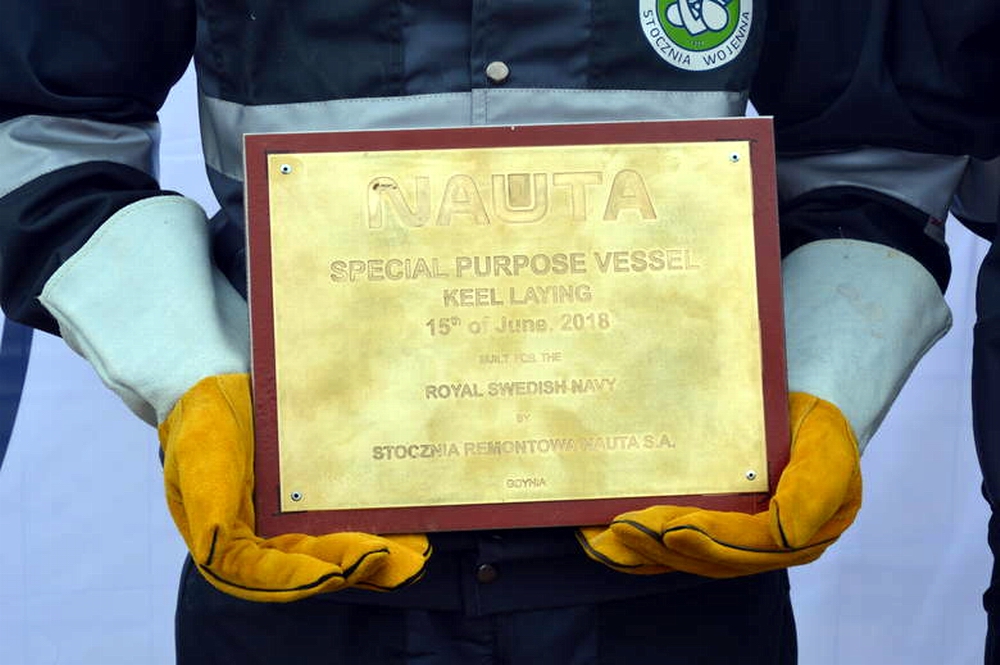 STOCZNIA WOJENNA
NAUTA
SPECIAL PURPOSE VESSEL
KEEL LAYING
15th of June. 2018
BUILT FOR THE
ROYAL SWEDISH NAVY
BY
STOCZNIA REMONTOWA NAUTA S.A.
GDYNIA